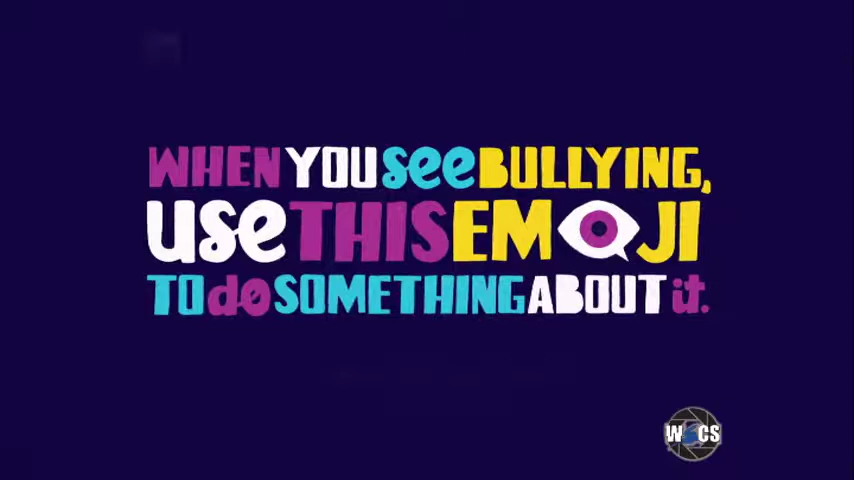 WHEN YOU see BULLYING,
use THIS EMOJI
TO do SOMETHING ABOUT it.